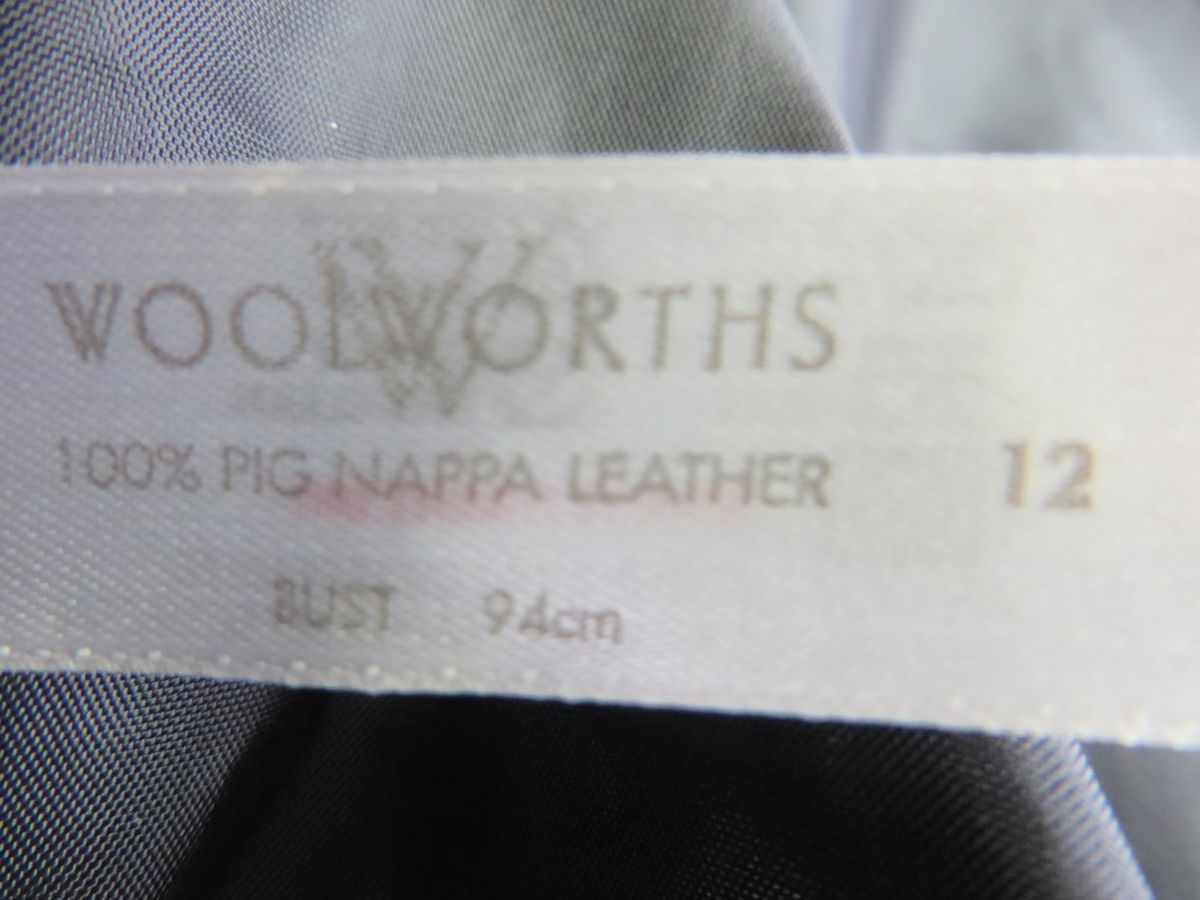 WOOLWORTHS
100% PIG NAPPA LEATHER 12
BUST 94cm